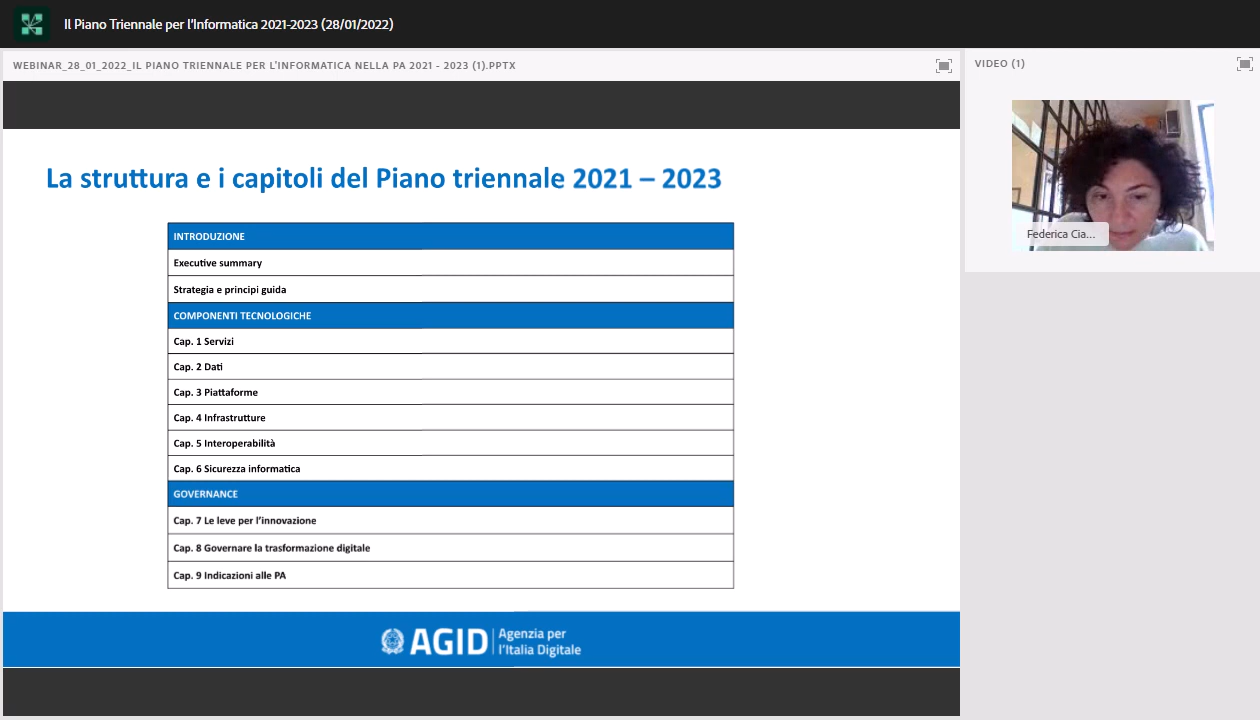 Il Piano Triennale per l'Informatica 2021-2023 (28/01/2022)
WEBINAR_28_01_2022_IL PIANO TRIENNALE PER L'INFORMATICA NELLA PA 2021 - 2023 (1).PPTX
VIDEO (1)
La struttura e i capitoli del Piano triennale 2021 – 2023
INTRODUZIONE
Executive summary
Strategia e principi guida
COMPONENTI TECNOLOGICHE
Cap. 1 Servizi
Cap. 2 Dati
Cap. 3 Piattaforme
Cap. 4 Infrastrutture
Cap. 5 Interoperabilità
Cap. 6 Sicurezza informatica
GOVERNANCE
Cap. 7 Le leve per l'innovazione
Cap. 8 Governare la trasformazione digitale
Cap. 9 Indicazioni alle PA
Federica Cia...
AGID
Agenzia per
l'Italia Digitale